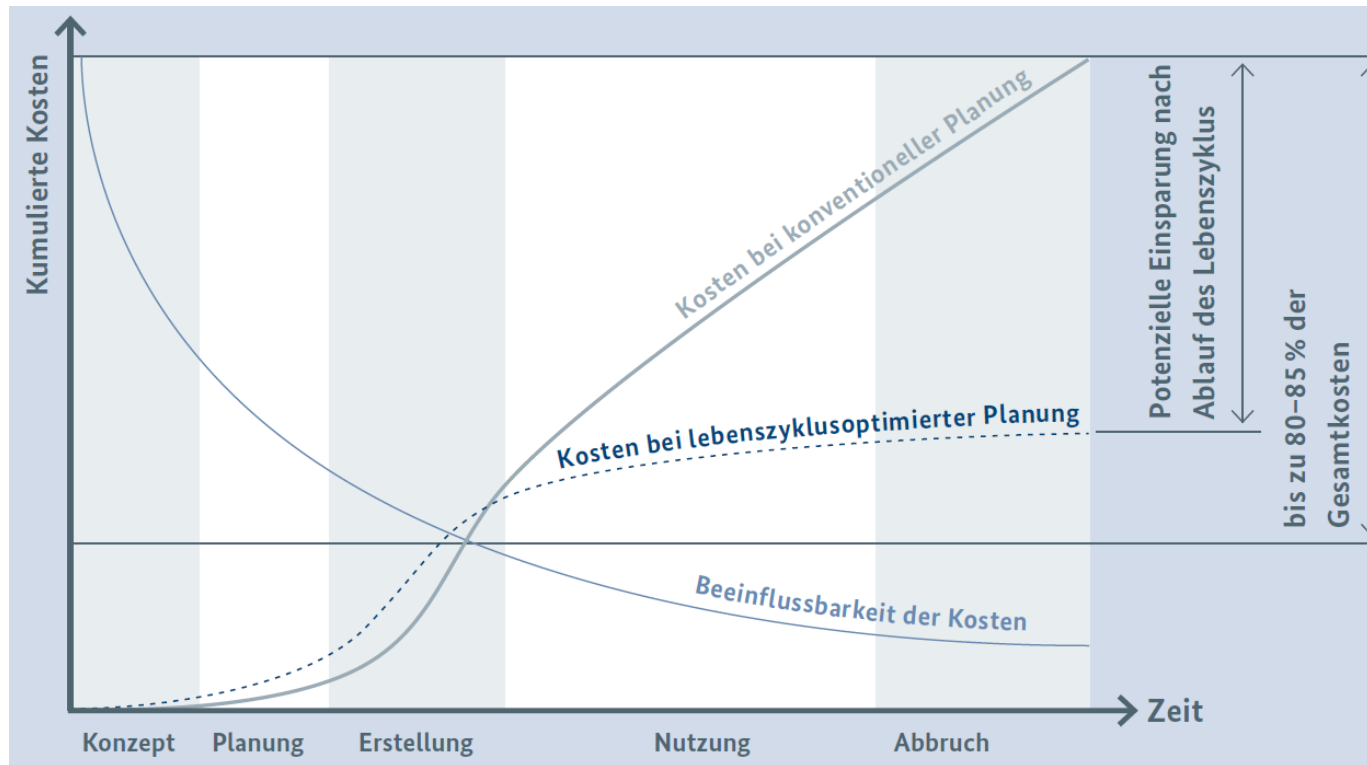 Kumulierte Kosten
Kosten bei konventioneller Planung
Kosten bei lebenszyklusoptimierter Planung
Beeinflussbarkeit der Kosten
Potenzielle Einsparung nach
Ablauf des Lebenszyklus
bis zu 80–85 % der
Gesamtkosten
Zeit
Konzept
Planung
Erstellung
Nutzung
Abbruch